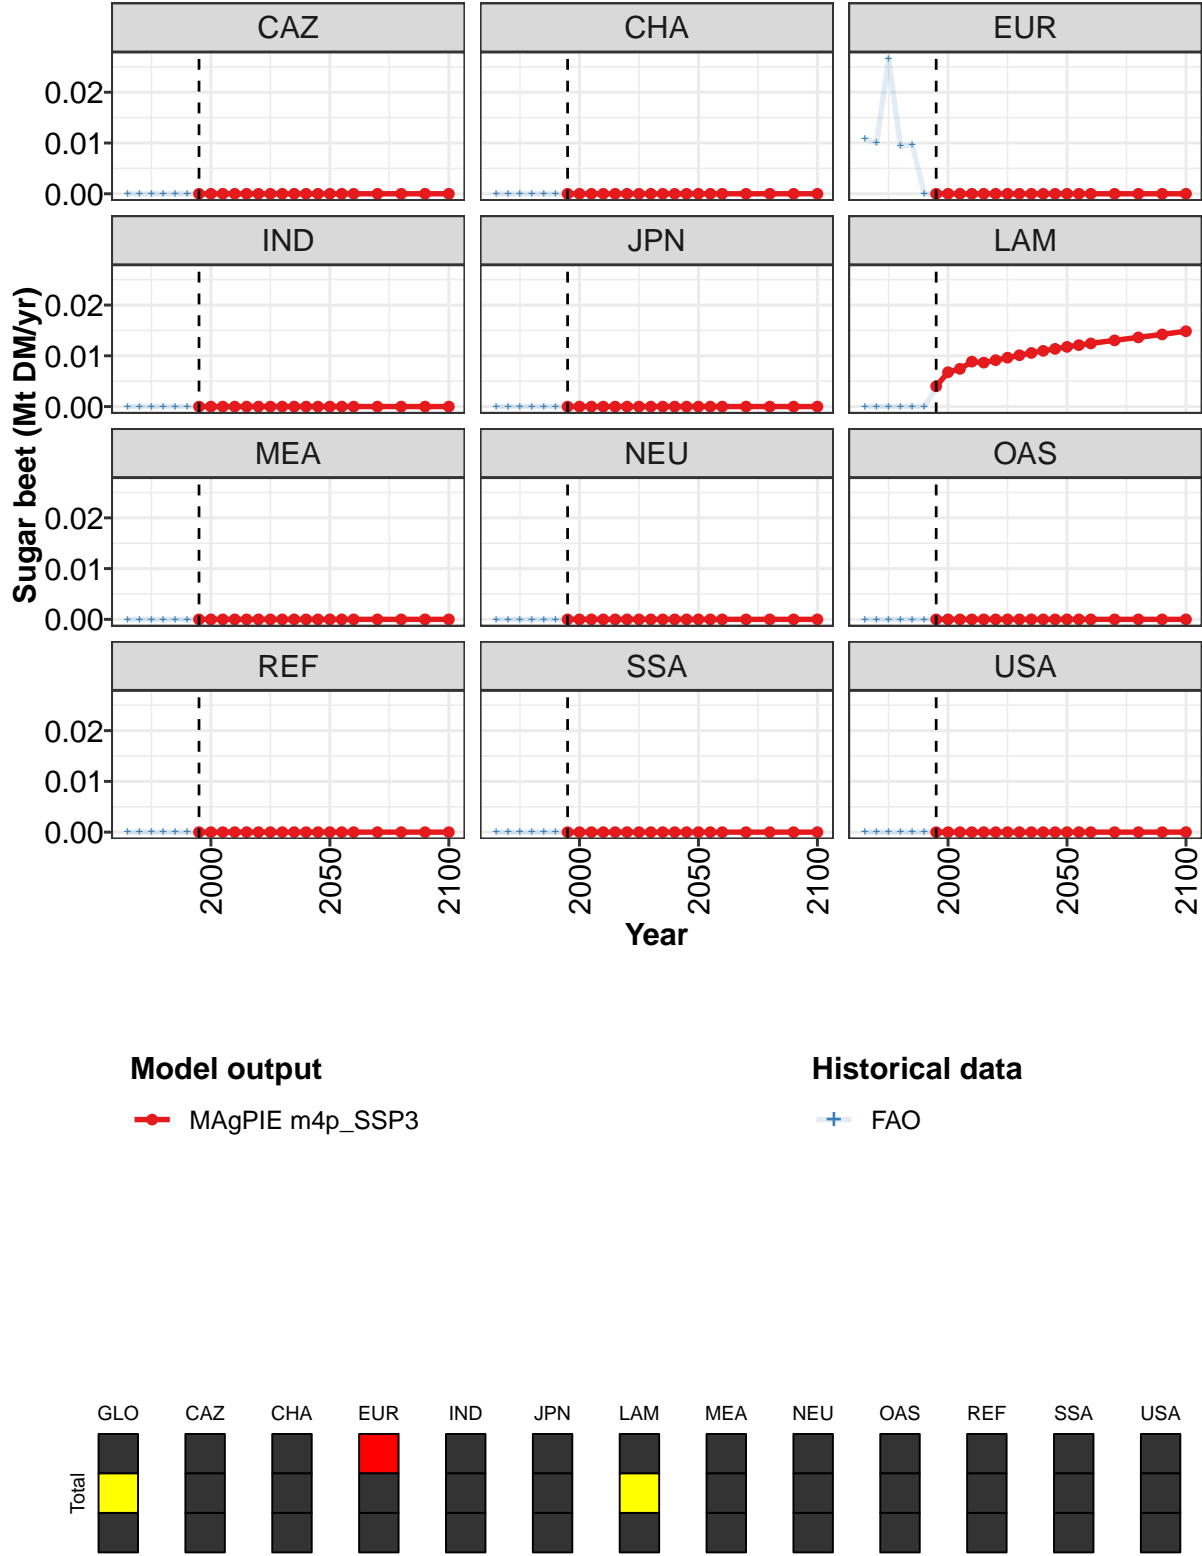 CAZ CHA EUR
0.02
0.01
0.00
IND JPN LAM
0.02
0.01
0.00
MEA NEU OAS
0.02
0.01
0.00
REF SSA USA
0.02
0.01
0.00
2000 2050 2100 2000 2050 2100 2000 2050 2100
Sugar beet (Mt DM/yr)
Year
Model output Historical data
MAgPIE m4p_SSP3 FAO
GLO CAZ CHA EUR IND JPN LAM MEA NEU OAS REF SSA USA
Total